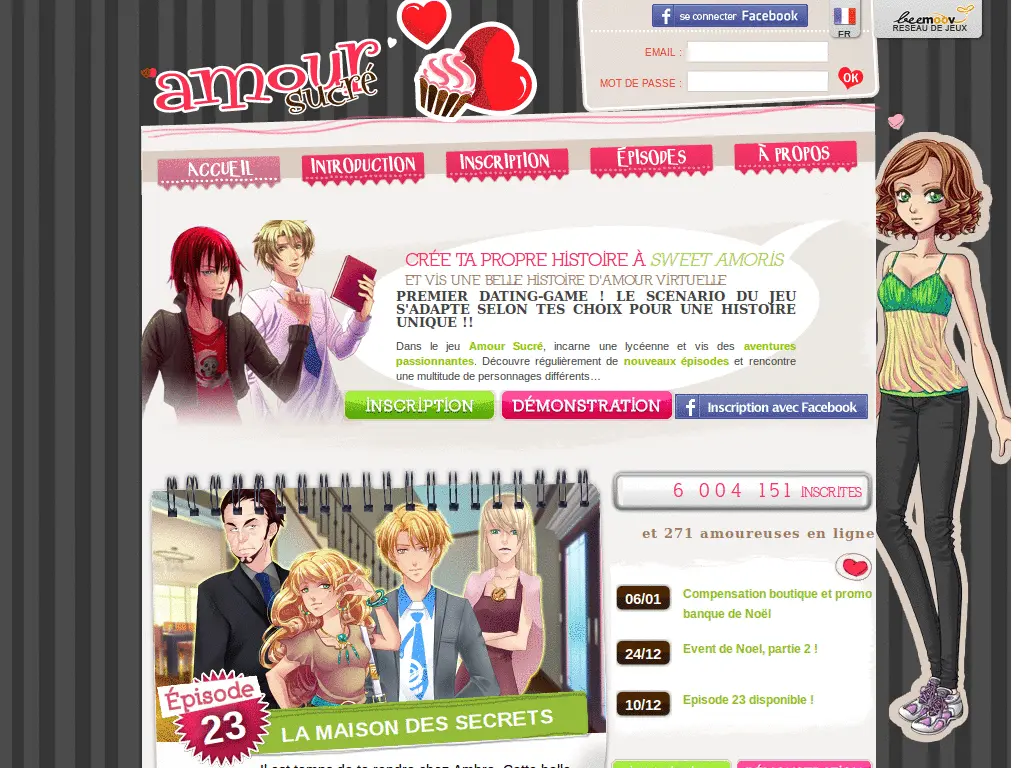 se connecter Facebook
FR
beemoov
RESEAU DE JEUX
amour
sucré
EMAIL :
MOT DE PASSE :
OK
ACCUEIL
INTRODUCTION
INSCRIPTION
ÉPISODES
À PROPOS
CRÉE TA PROPRE HISTOIRE À SWEET AMORIS
ET VIS UNE BELLE HISTOIRE D'AMOUR VIRTUELLE
PREMIER DATING-GAME ! LE SCENARIO DU JEU
S'ADAPTE SELON TES CHOIX POUR UNE HISTOIRE
UNIQUE !!
Dans le jeu Amour Sucré, incarne une lycéenne et vis des aventures
passionnantes. Découvre régulièrement de nouveaux épisodes et rencontre
une multitude de personnages différents…
INSCRIPTION
DÉMONSTRATION
Inscription avec Facebook
6 004 151 INSCRITES
et 271 amoureuses en ligne
06/01
Compensation boutique et promo
banque de Noël
24/12
Event de Noel, partie 2 !
10/12
Episode 23 disponible !
Épisode
23
LA MAISON DES SECRETS
Il est temps de te rendre chez Ambre. Cette belle